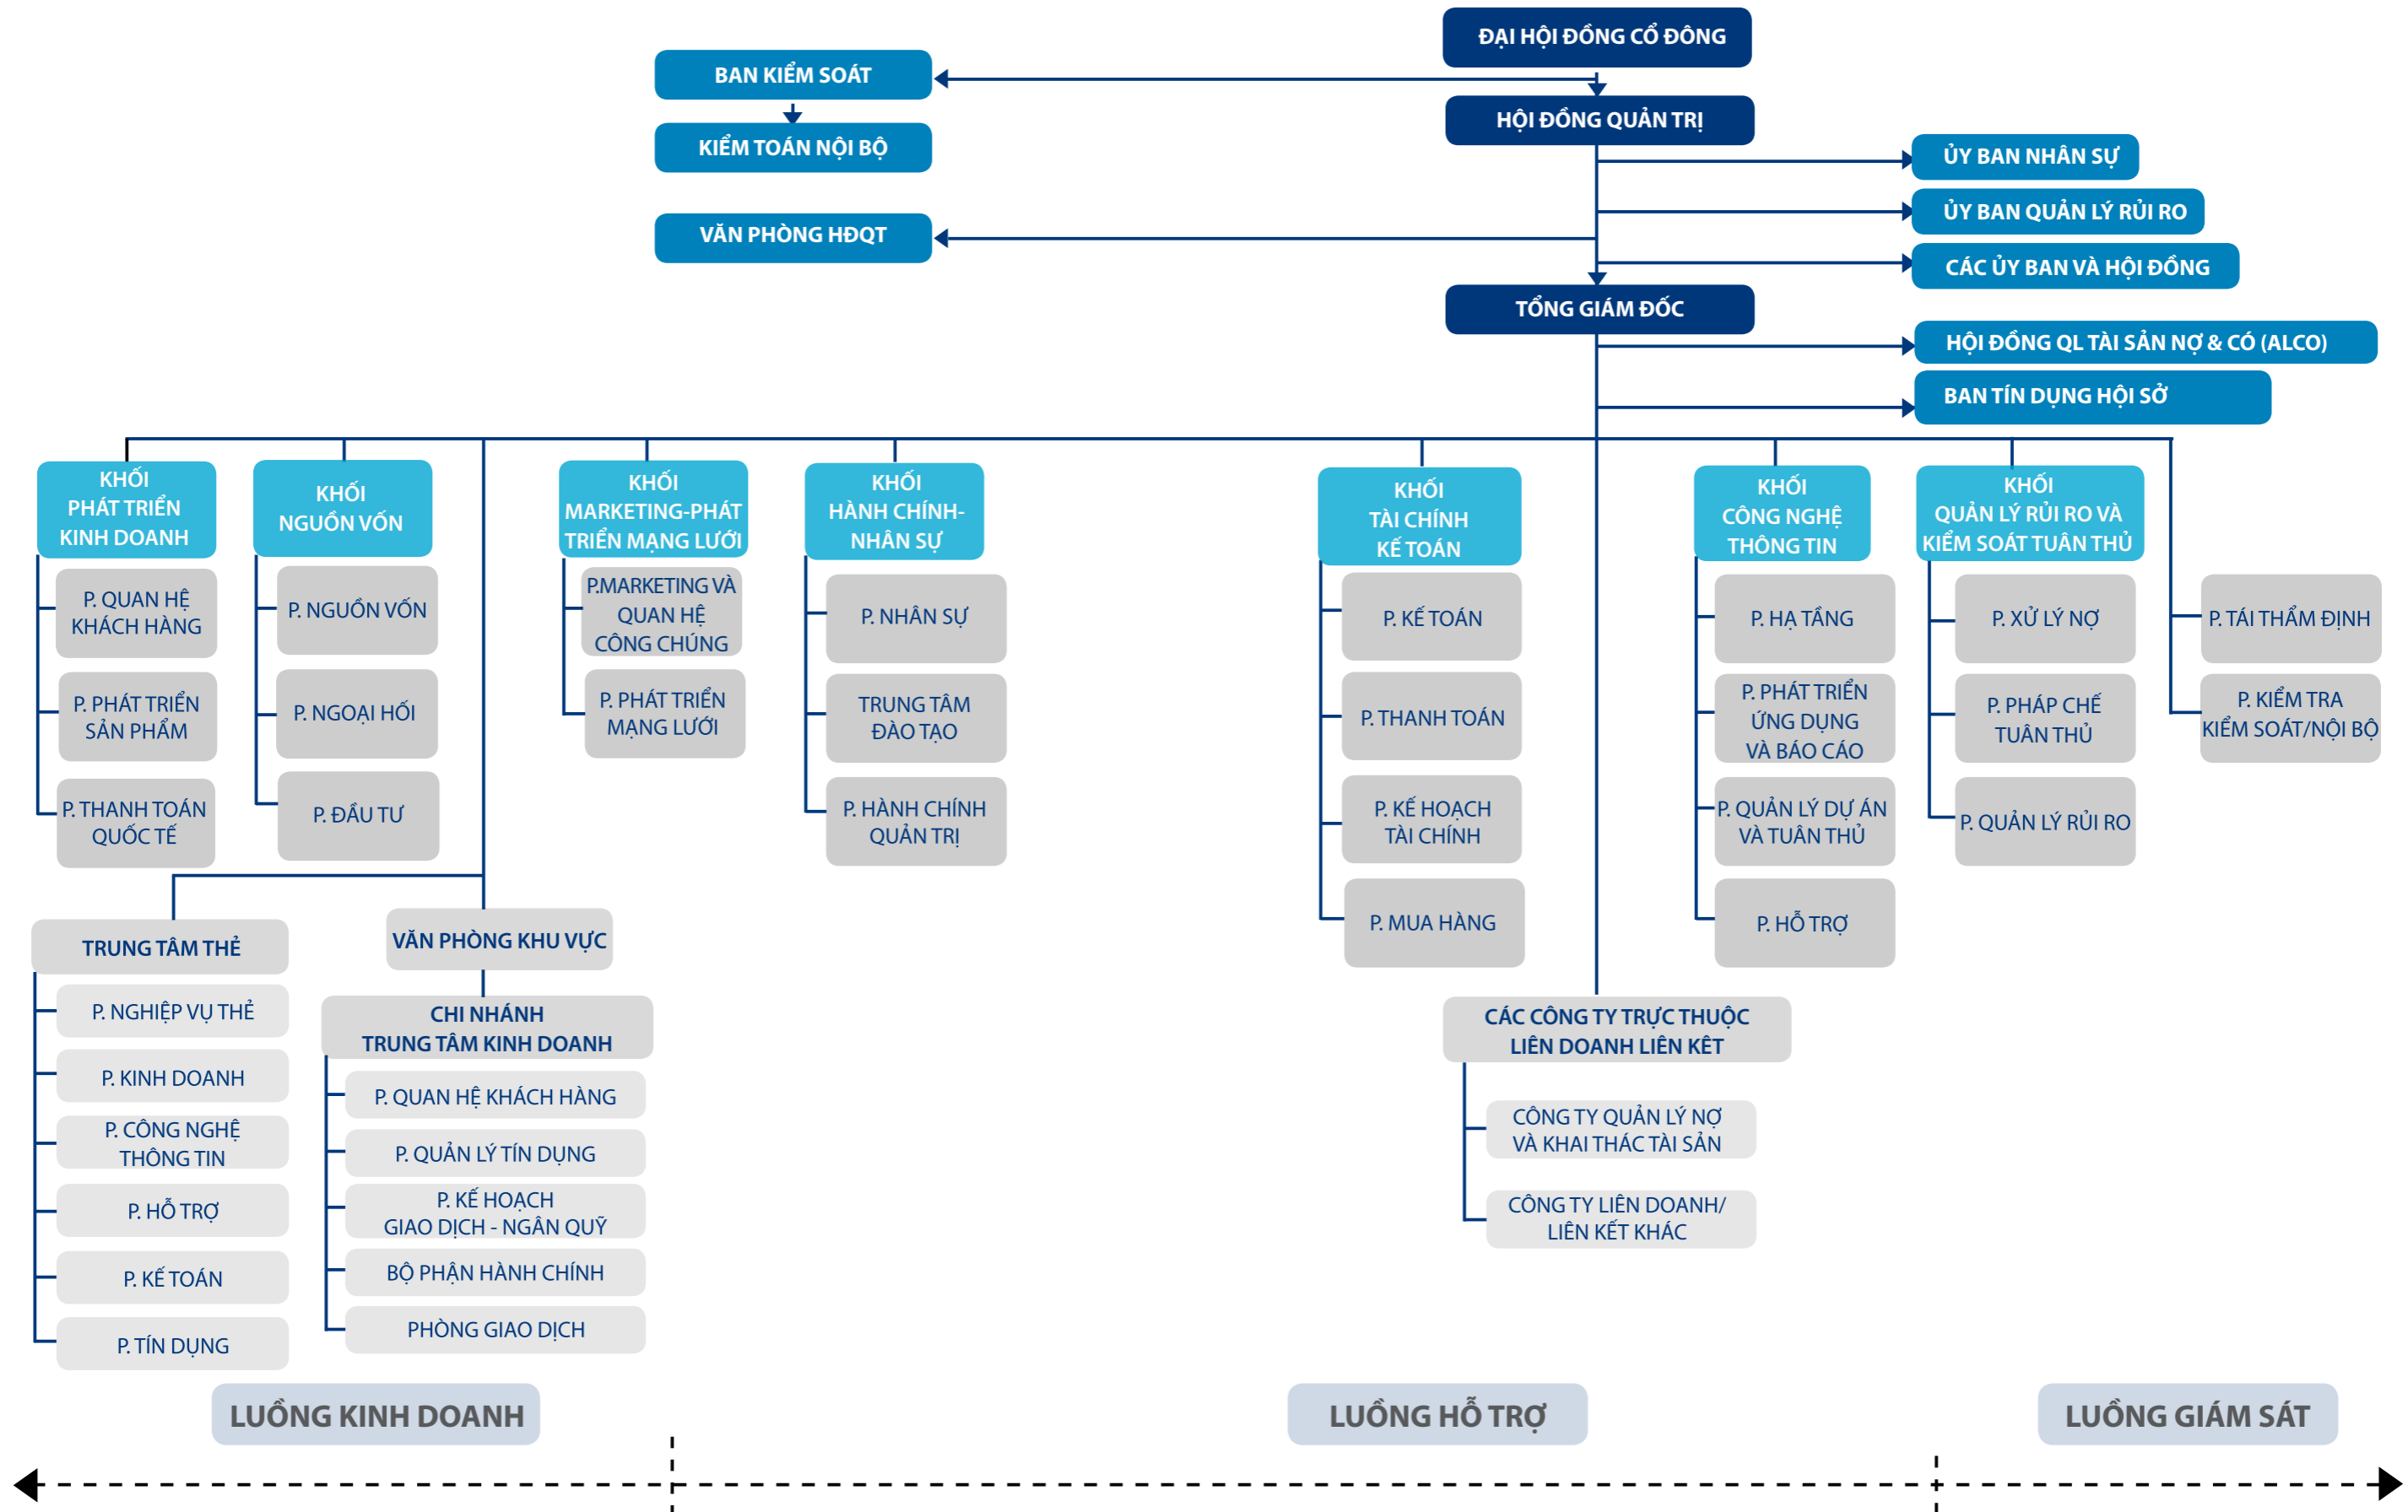 ĐẠI HỘI ĐỒNG CỔ ĐÔNG
BAN KIỂM SOÁT
HỘI ĐỒNG QUẢN TRỊ
KIỂM TOÁN NỘI BỘ
ỦY BAN NHÂN SỰ
ỦY BAN QUẢN LÝ RỦI RO
VĂN PHÒNG HĐQT
CÁC ỦY BAN VÀ HỘI ĐỒNG
TỔNG GIÁM ĐỐC
HỘI ĐỒNG QL TÀI SẢN NỢ & CÓ (ALCO)
BAN TÍN DỤNG HỘI SỞ
KHỐI
PHÁT TRIỂN
KINH DOANH
P. QUAN HỆ
KHÁCH HÀNG
P. PHÁT TRIỂN
SẢN PHẨM
P. THANH TOÁN
QUỐC TẾ
KHỐI
NGUỒN VỐN
P. NGUỒN VỐN
P. NGOẠI HỐI
P. ĐẦU TƯ
KHỐI
MARKETING-PHÁT
TRIỂN MẠNG LƯỚI
P.MARKETING VÀ
QUAN HỆ
CÔNG CHÚNG
P. PHÁT TRIỂN
MẠNG LƯỚI
KHỐI
HÀNH CHÍNH-
NHÂN SỰ
P. NHÂN SỰ
TRUNG TÂM
ĐÀO TẠO
P. HÀNH CHÍNH
QUẢN TRỊ
KHỐI
TÀI CHÍNH
KẾ TOÁN
P. KẾ TOÁN
P. THANH TOÁN
P. KẾ HOẠCH
TÀI CHÍNH
P. MUA HÀNG
KHỐI
CÔNG NGHỆ
THÔNG TIN
P. HẠ TẦNG
P. PHÁT TRIỂN
ỨNG DỤNG
VÀ BÁO CÁO
P. QUẢN LÝ DỰ ÁN
VÀ TUÂN THỦ
P. HỖ TRỢ
KHỐI
QUẢN LÝ RỦI RO VÀ
KIỂM SOÁT TUÂN THỦ
P. XỬ LÝ NỢ
P. PHÁP CHẾ
TUÂN THỦ
P. QUẢN LÝ RỦI RO
P. TÁI THẨM ĐỊNH
P. KIỂM TRA
KIỂM SOÁT/NỘI BỘ
TRUNG TÂM THẺ
P. NGHIỆP VỤ THẺ
P. KINH DOANH
P. CÔNG NGHỆ
THÔNG TIN
P. HỖ TRỢ
P. KẾ TOÁN
P. TÍN DỤNG
VĂN PHÒNG KHU VỰC
CHI NHÁNH
TRUNG TÂM KINH DOANH
P. QUAN HỆ KHÁCH HÀNG
P. QUẢN LÝ TÍN DỤNG
P. KẾ HOẠCH
GIAO DỊCH - NGÂN QUỸ
BỘ PHẬN HÀNH CHÍNH
PHÒNG GIAO DỊCH
CÁC CÔNG TY TRỰC THUỘC
LIÊN DOANH LIÊN KÊT
CÔNG TY QUẢN LÝ NỢ
VÀ KHAI THÁC TÀI SẢN
CÔNG TY LIÊN DOANH/
LIÊN KẾT KHÁC
LUỒNG KINH DOANH
LUỒNG HỖ TRỢ
LUỒNG GIÁM SÁT